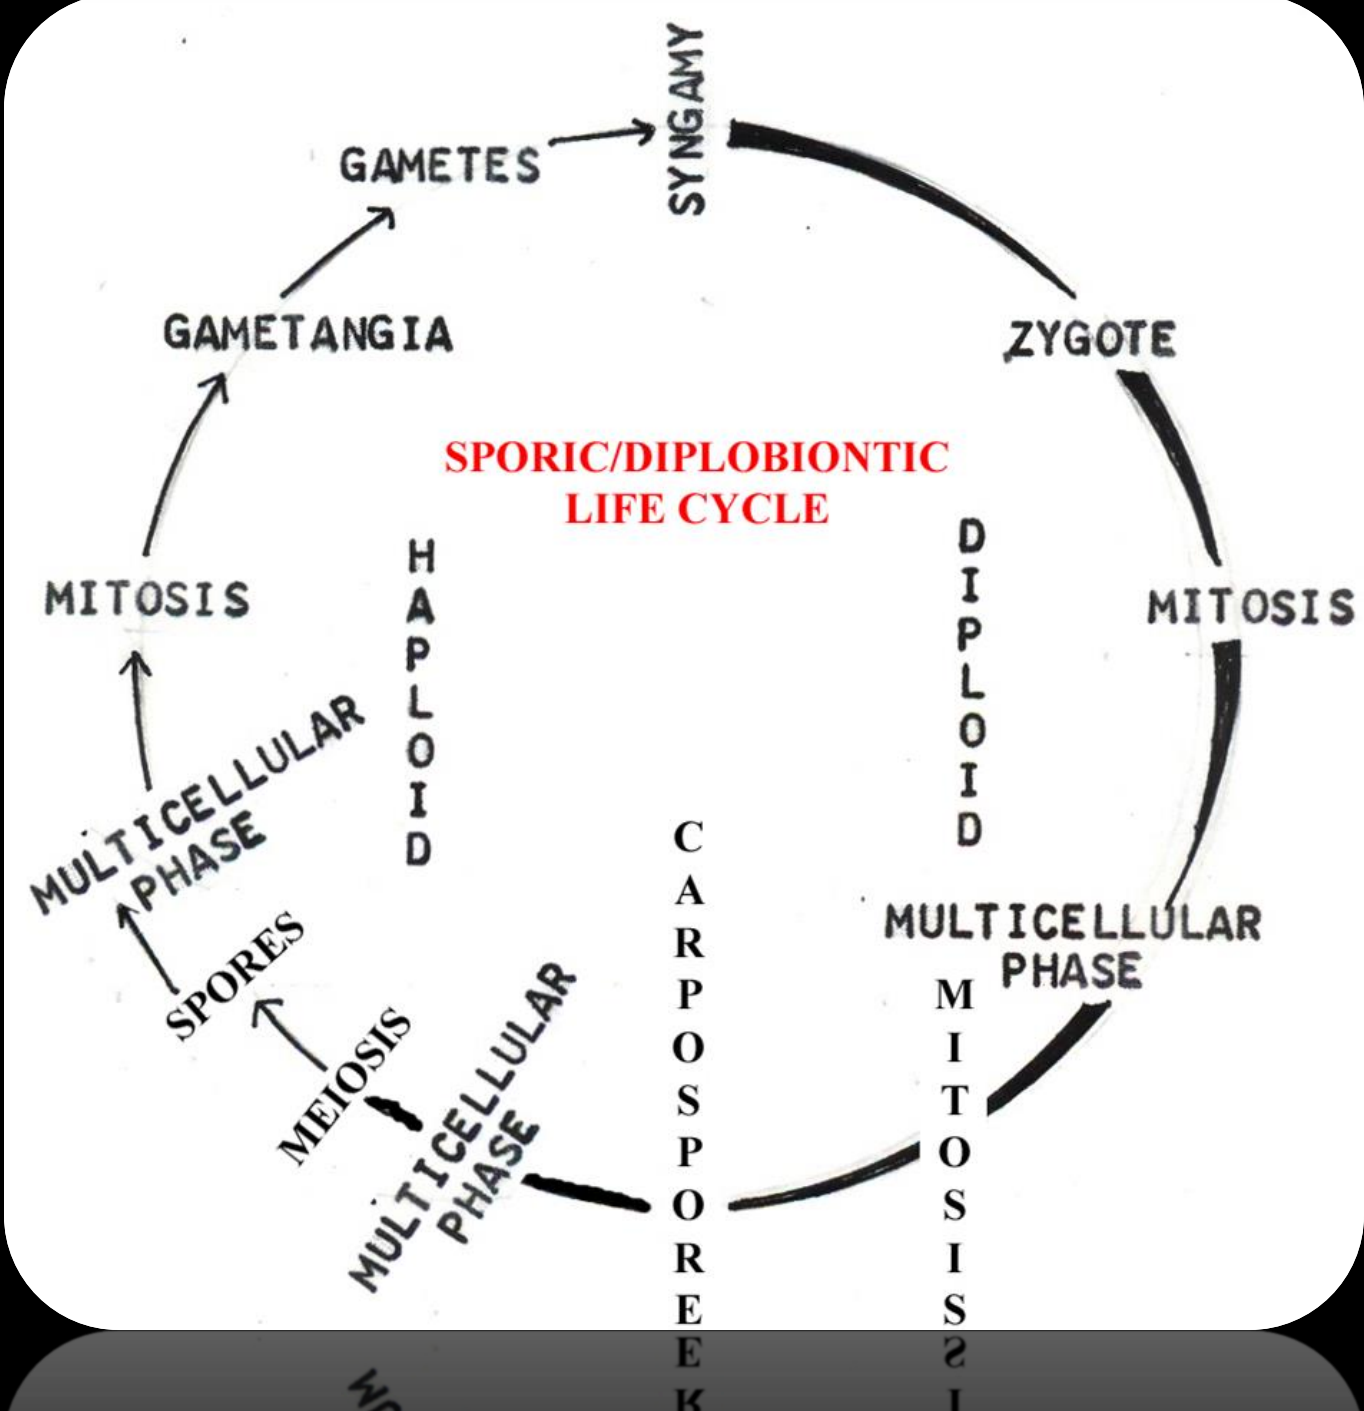 SYNGAMY
GAMETES
GAMETANGIA
ZYGOTE
SPORIC/DIPLOBIONTIC
LIFE CYCLE
HAPLOID
DIPLOID
MITOSIS
MITOSIS
MULTICELLULAR
PHASE
CARPOSPORE
MULTICELLULAR
PHASE
MITOSIS
SPORES
MEIOSIS
MULTICELLULAR
PHASE